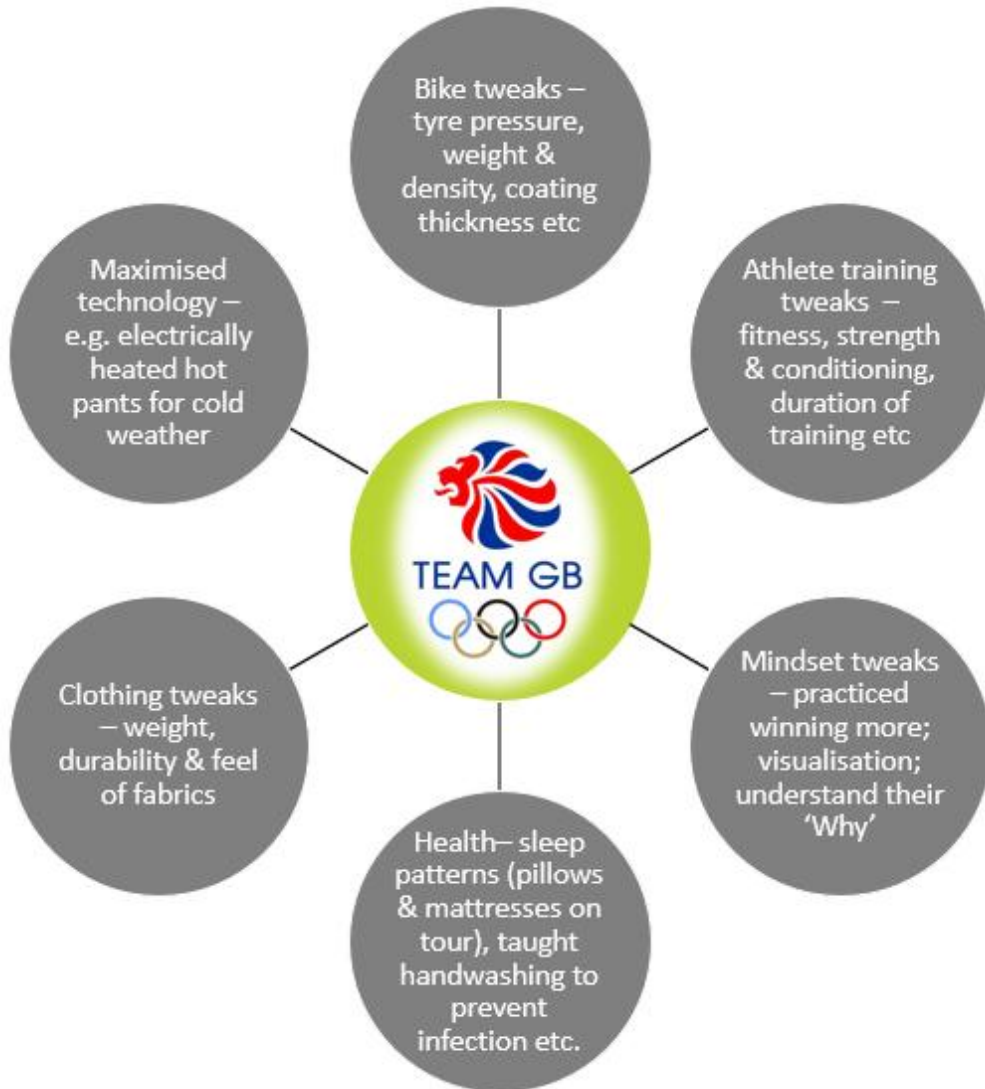 Bike tweaks –
tyre pressure,
weight &
density, coating
thickness etc
Maximised
technology –
e.g. electrically
heated hot
pants for cold
weather
Athlete training
tweaks  –
fitness, strength
& conditioning,
duration of
training etc
TEAM GB
Clothing tweaks
– weight,
durability & feel
of fabrics
Mindset tweaks
– practiced
winning more;
visualisation;
understand their
‘Why’
Health– sleep
patterns (pillows
& mattresses on
tour), taught
handwashing to
prevent
infection etc.